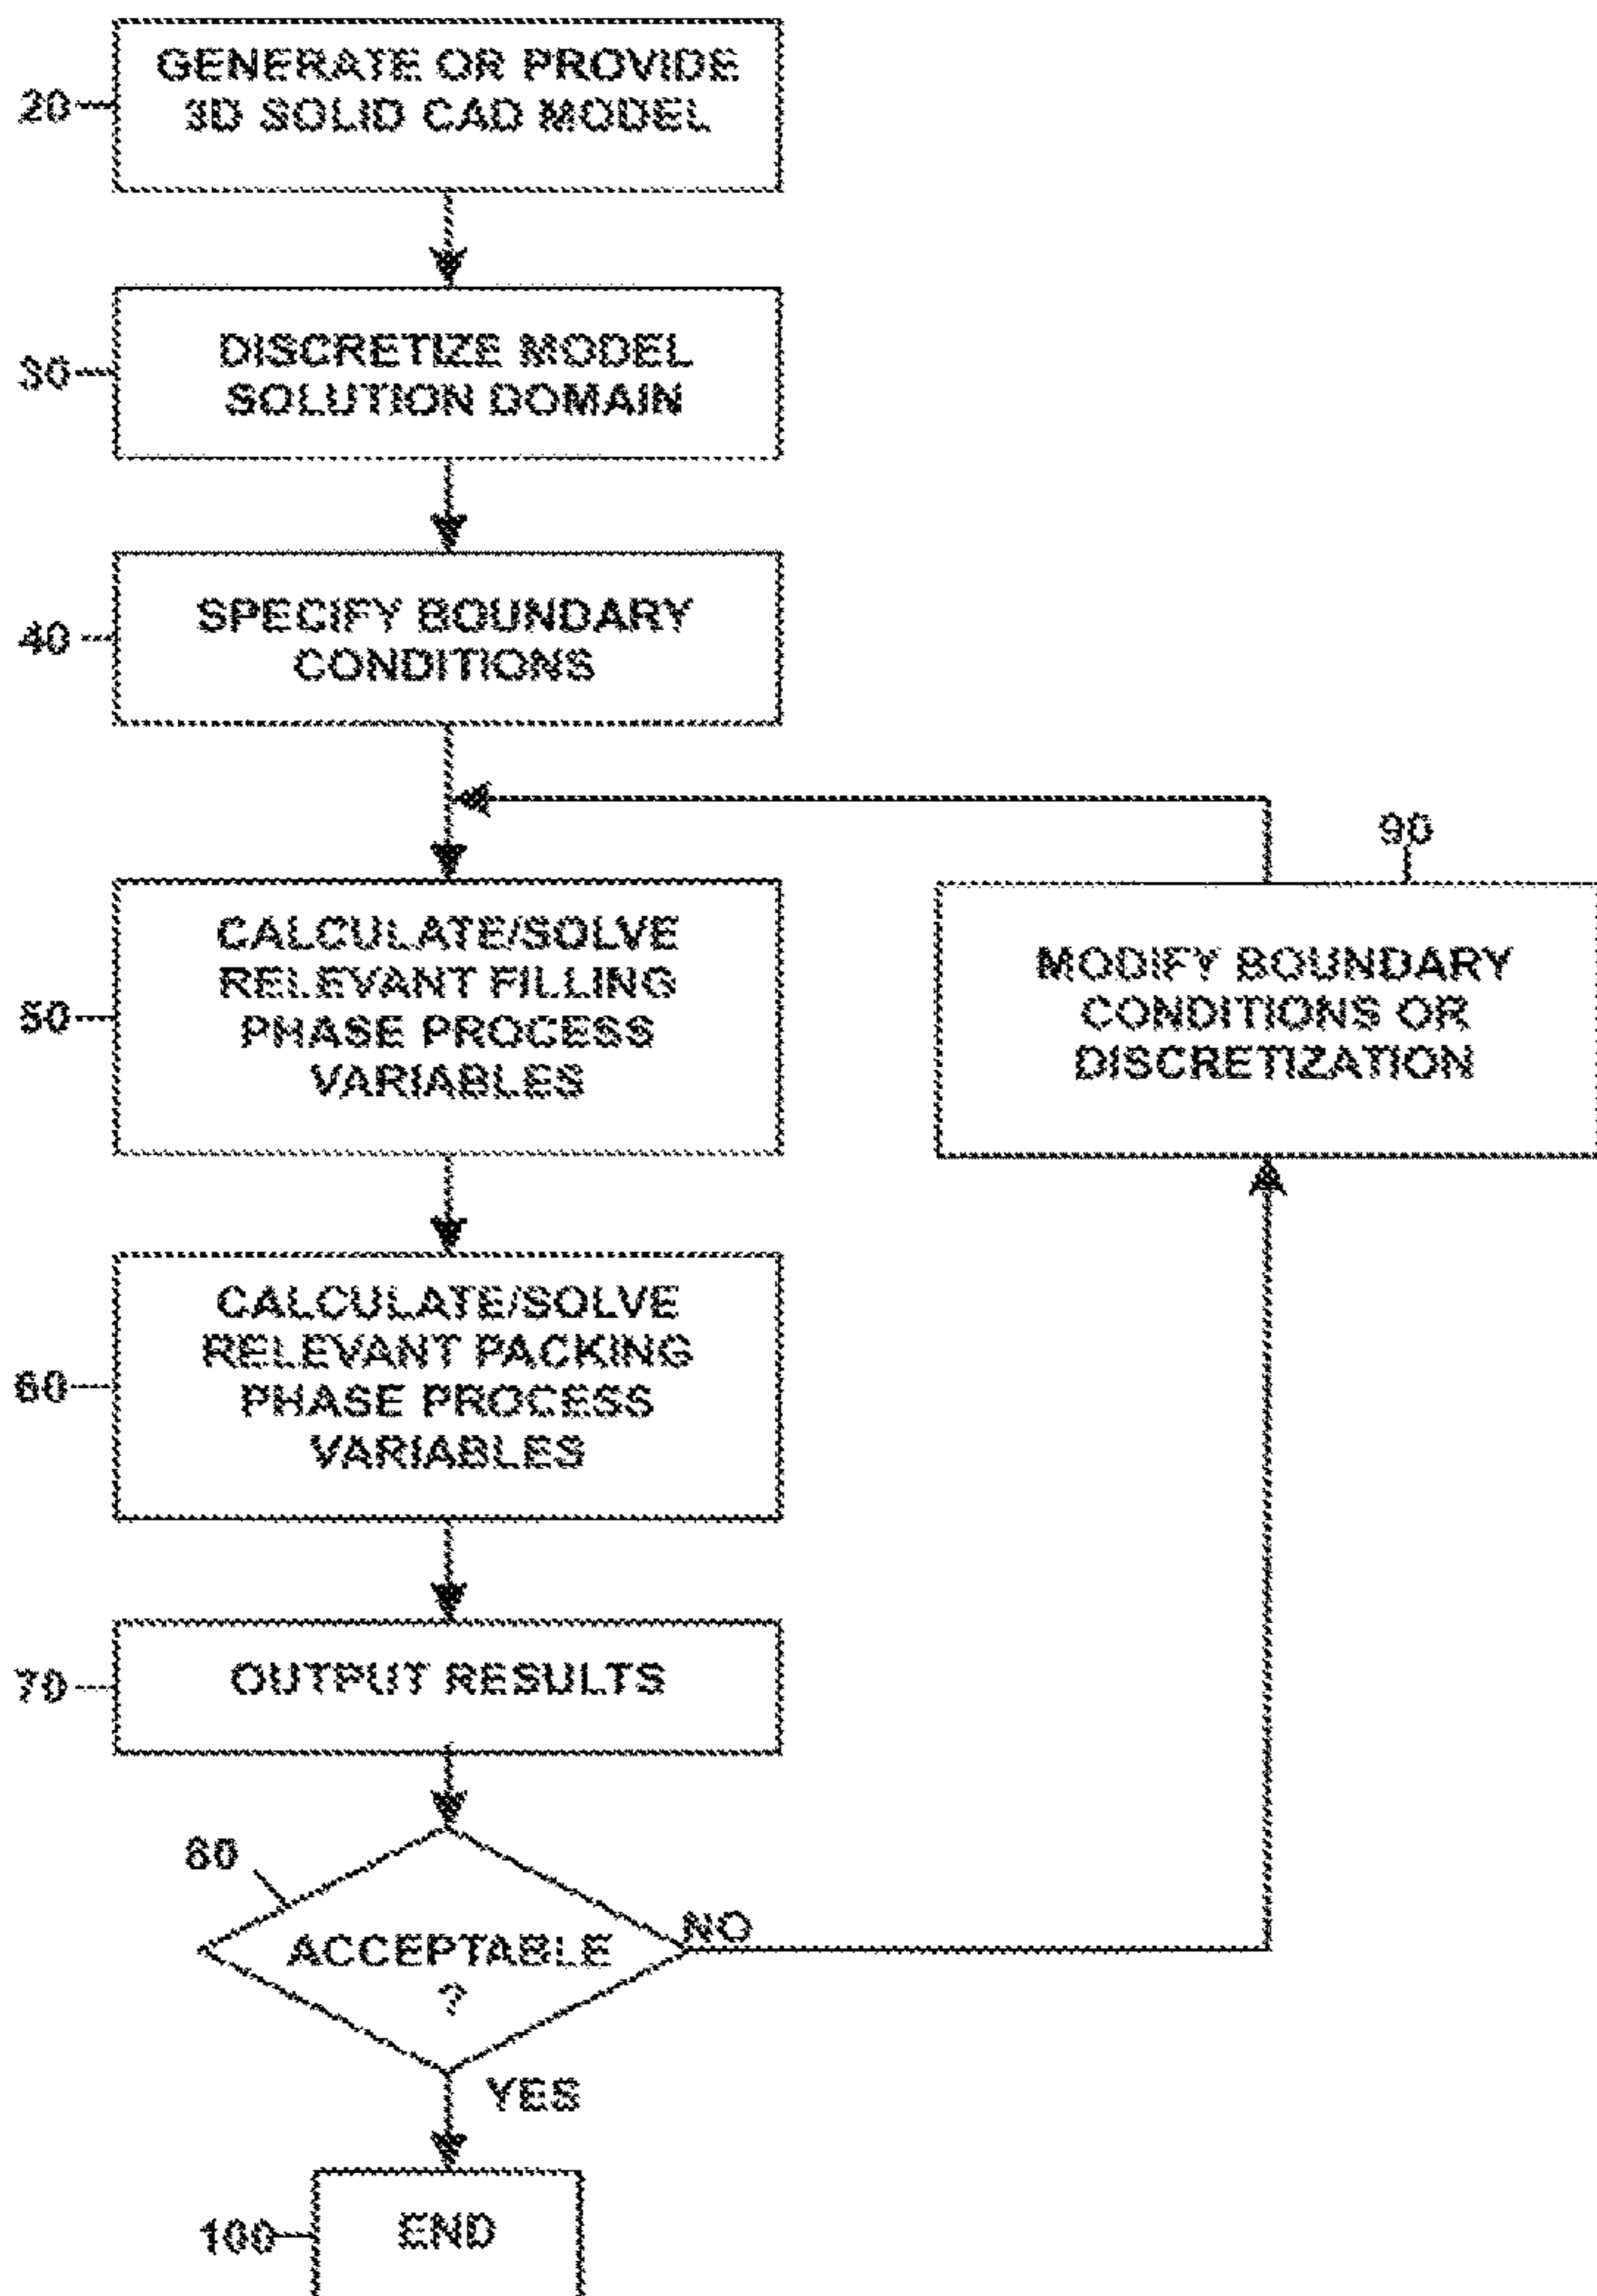 GENERATE OR PROVIDE
3D SOLID CAD MODEL
20
DISCRETIZE MODEL
SOLUTION DOMAIN
30
SPECIFY BOUNDARY
CONDITIONS
40
CALCULATE/SOLVE
RELEVANT FILLING
PHASE PROCESS
VARIABLES
50
90
MODIFY BOUNDARY
CONDITIONS OR
DISCRETIZATION
CALCULATE/SOLVE
RELEVANT PACKING
PHASE PROCESS
VARIABLES
60
OUTPUT RESULTS
70
80
ACCEPTABLE
?
NO
YES
END
100